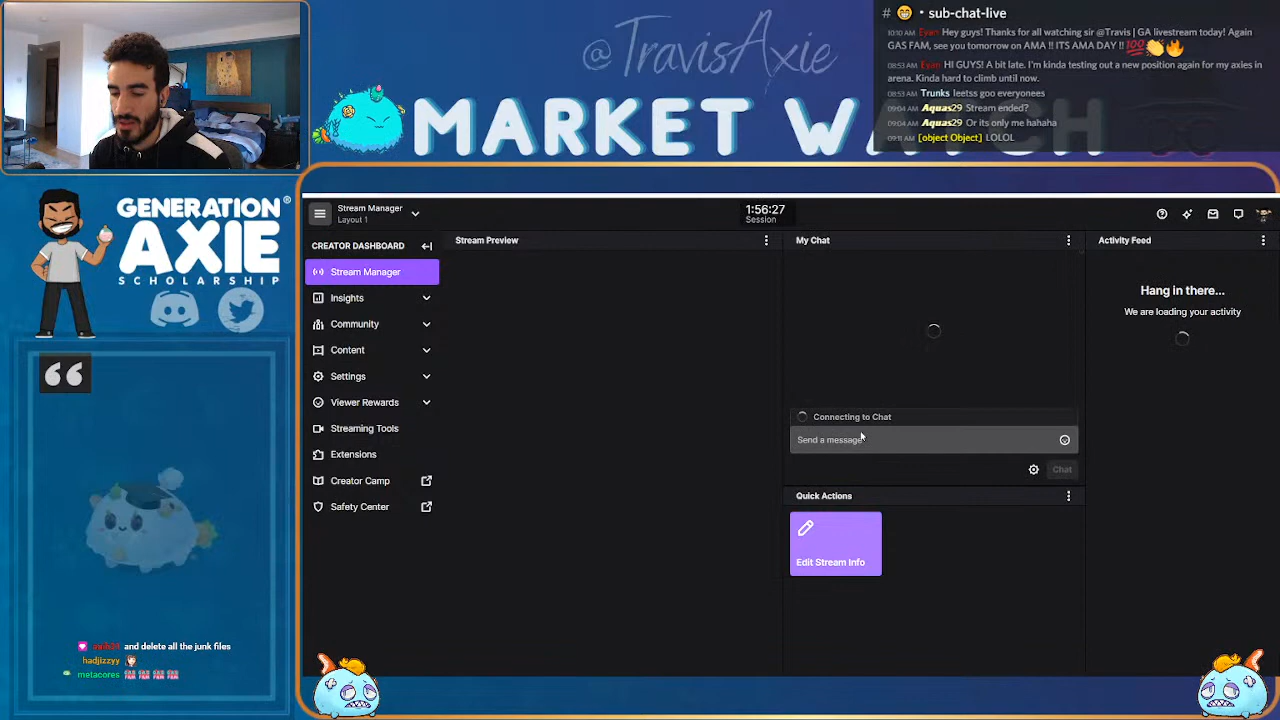 @TravisAxie
MARKET W
# 😁 • sub-chat-live
10:10 AM Eyan: Hey guys! Thanks for all watching sir @Travis | GA livestream today! Again
GAS FAM, see you tomorrow on AMA !! ITS AMA DAY !! 💯👏🔥
08:53 AM Eyan: HI GUYS! A bit late. I'm kinda testing out a new position again for my axies in
arena. Kinda hard to climb until now.
08:53 AM Trunks leetss goo everyonees
09:04 AM Aquas29 Stream ended?
09:04 AM Aquas29 Or its only me hahaha
09:11 AM [object Object] LOLOL
GENERATION®
AXIE
SCHOLARSHIP
Stream Manager
Layout 1
1:56:27
Session
CREATOR DASHBOARD
Stream Manager
Insights
Community
Content
Settings
Viewer Rewards
Streaming Tools
Extensions
Creator Camp
Safety Center
Stream Preview
My Chat
Connecting to Chat
Send a message
Chat
Quick Actions
Edit Stream Info
Activity Feed
Hang in there...
We are loading your activity
and delete all the junk files
hadjizzyy
metacores